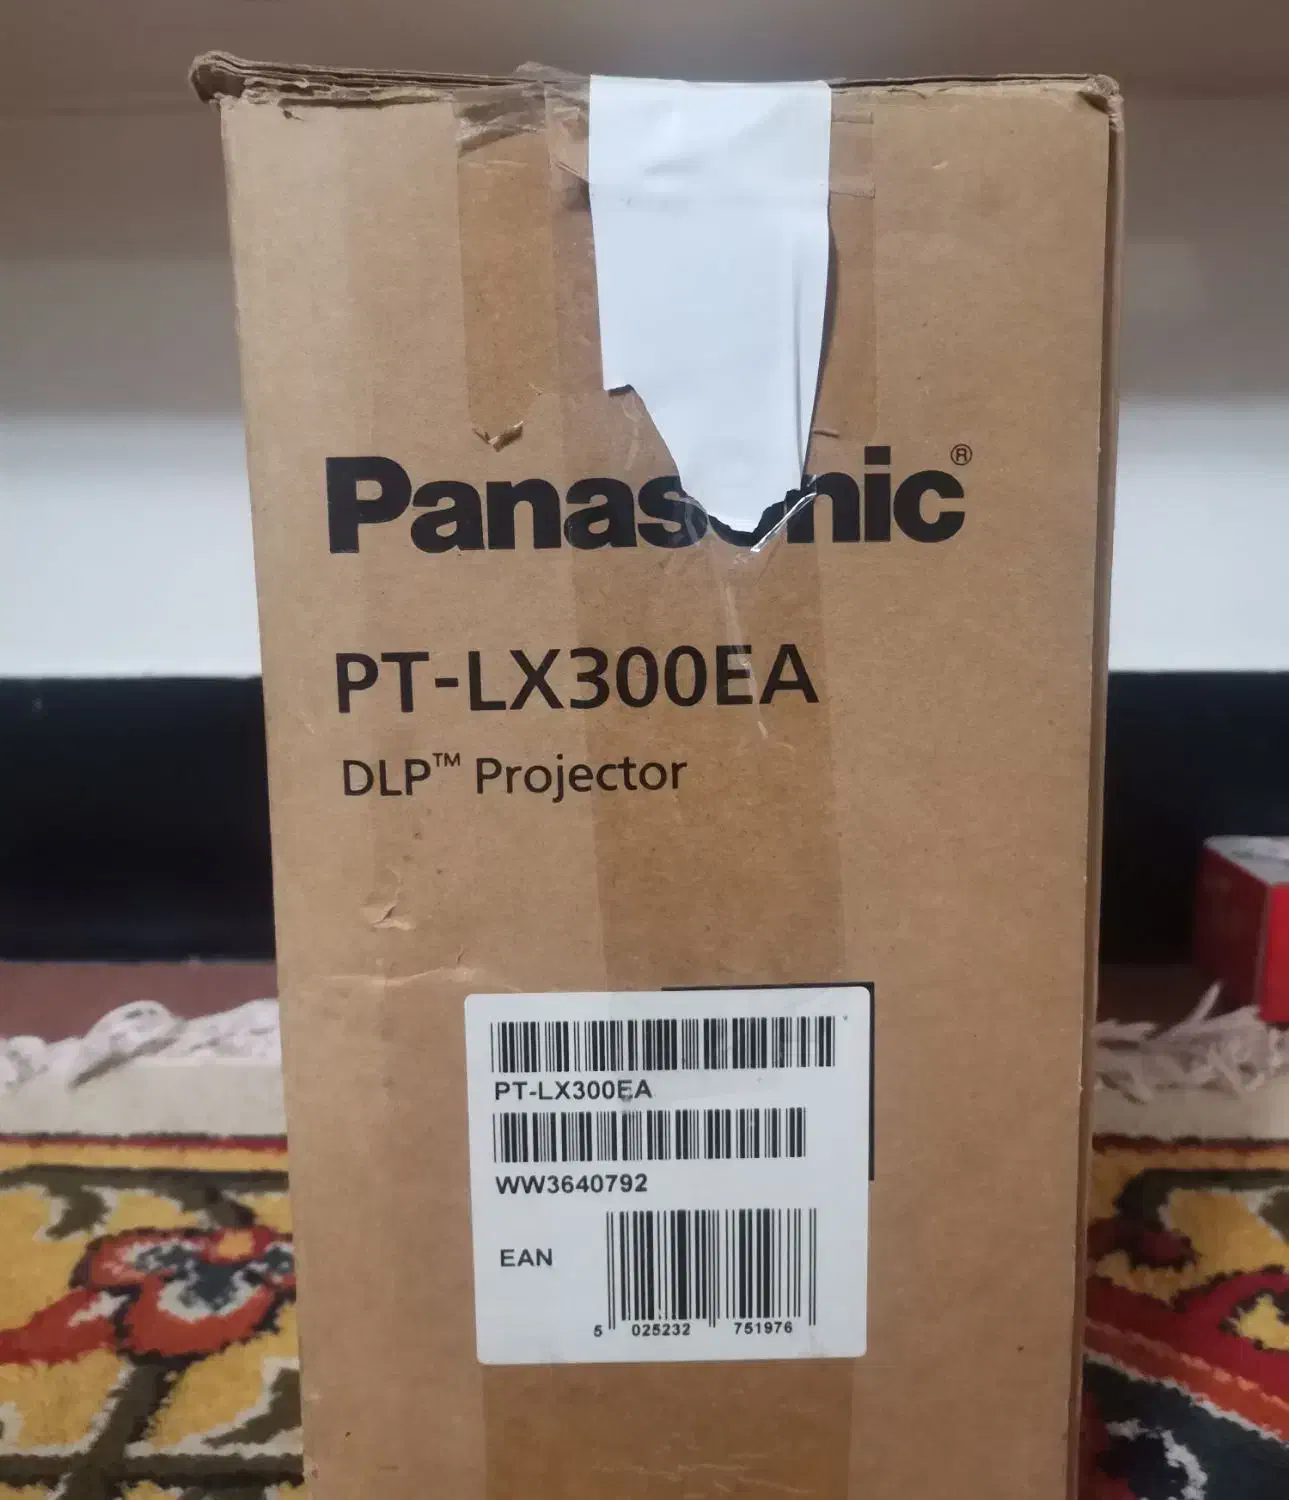 Panasonic®
PT-LX300EA
DLP™ Projector
PT-LX300EA
WW3640792
EAN
5 025232 751976